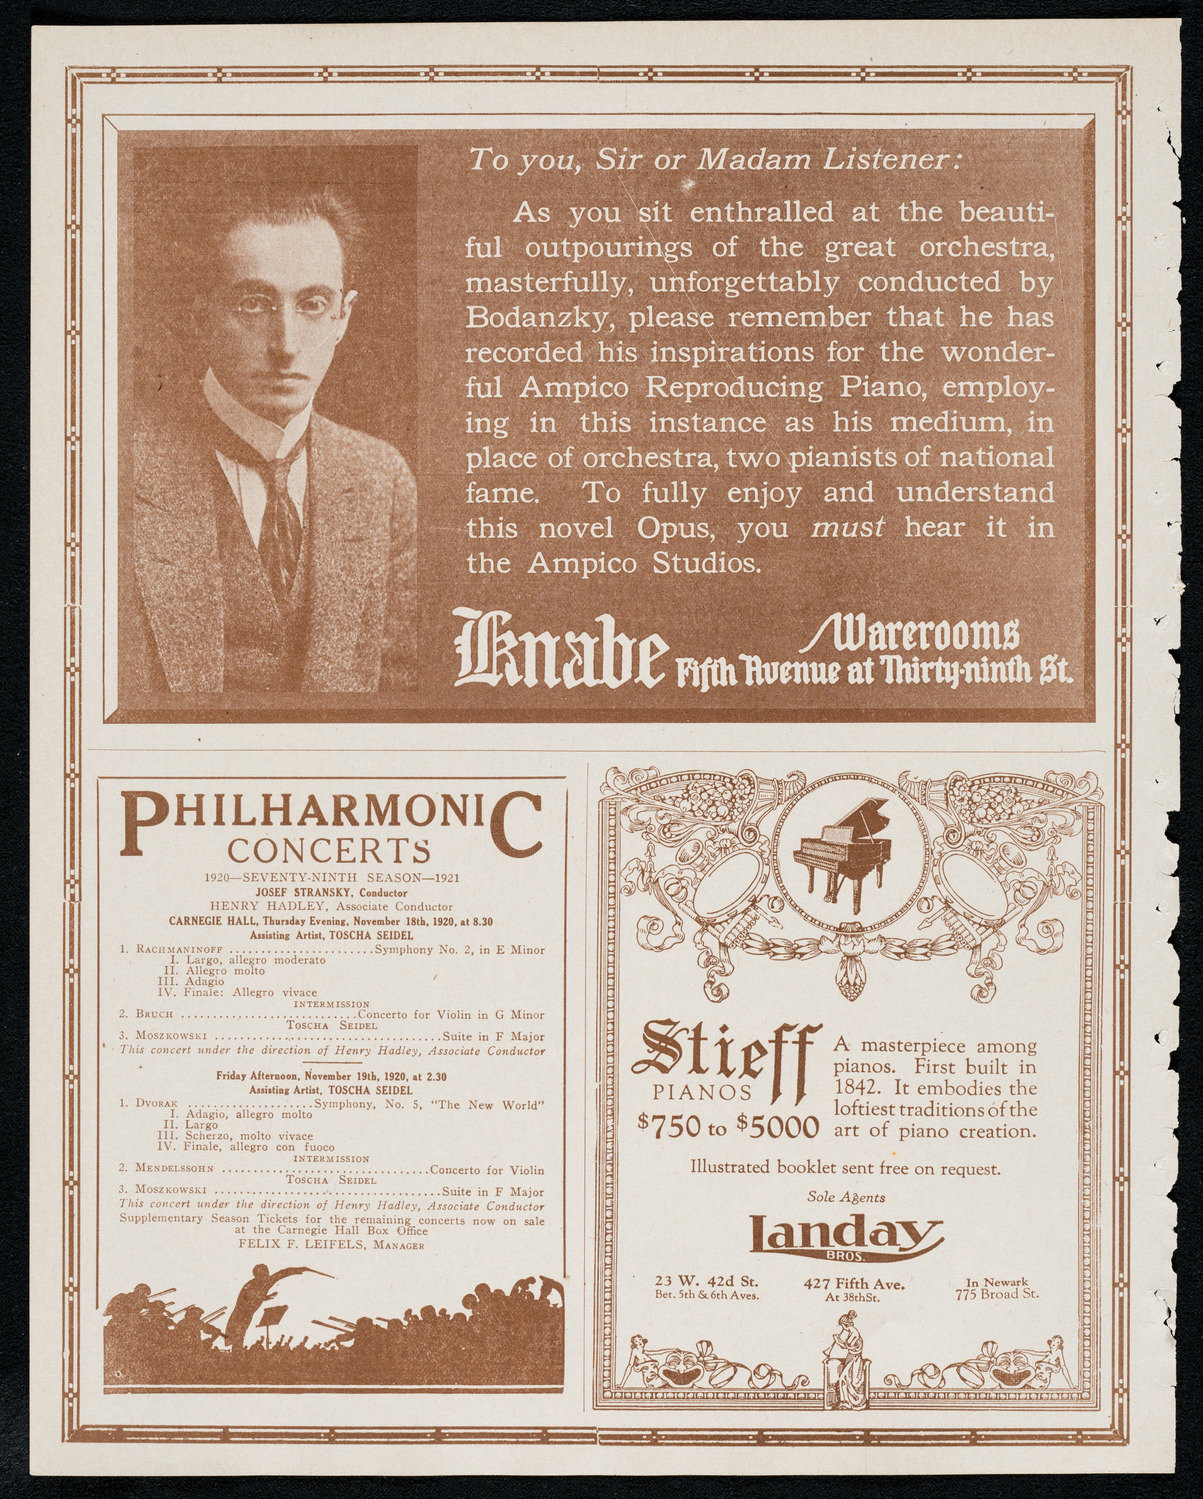 To you, Sir or Madam Listener:
As you sit enthralled at the beauti-
ful outpourings of the great orchestra,
masterfully, unforgettably conducted by
Bodanzky, please remember that he has
recorded his inspirations for the wonder-
ful Ampico Reproducing Piano, employ-
ing in this instance as his medium, in
place of orchestra, two pianists of national
fame. To fully enjoy and understand
this novel Opus, you must hear it in
the Ampico Studios.
Knabe Warerooms
Fifth Avenue at Thirty-ninth St.
PHILHARMONIC
CONCERTS
1920—SEVENTY-NINTH SEASON—1921
JOSEF STRANSKY, Conductor
HENRY HADLEY, Associate Conductor
CARNEGIE HALL, Thursday Evening, November 18th, 1920, at 8.30
Assisting Artist, TOSCHA SEIDEL
1. RACHMANINOFF ......................Symphony No. 2, in E Minor
I. Largo, allegro moderato
II. Allegro molto
III. Adagio
IV. Finale: Allegro vivace
INTERMISSION
2. BRUCH ...........................Concerto for Violin in G Minor
TOSCHA SEIDEL
3. MOSZKOWSKI ...................................Suite in F Major
This concert under the direction of Henry Hadley, Associate Conductor
Friday Afternoon, November 19th, 1920, at 2.30
Assisting Artist, TOSCHA SEIDEL
1. DVORAK ...................Symphony, No. 5, "The New World"
I. Adagio, allegro molto
II. Largo
III. Scherzo, molto vivace
IV. Finale, allegro con fuoco
INTERMISSION
2. MENDELSSOHN ...............................Concerto for Violin
TOSCHA SEIDEL
3. MOSZKOWSKI ...................................Suite in F Major
This concert under the direction of Henry Hadley, Associate Conductor
Supplementary Season Tickets for the remaining concerts now on sale
at the Carnegie Hall Box Office
FELIX F. LEIFELS, MANAGER
Stieff
PIANOS
$750 to $5000
A masterpiece among
pianos. First built in
1842. It embodies the
loftiest traditions of the
art of piano creation.
Illustrated booklet sent free on request.
Sole Agents
Landay
BROS.
23 W. 42d St.
Bet. 5th & 6th Aves.
427 Fifth Ave.
At 38th St.
In Newark
775 Broad St.